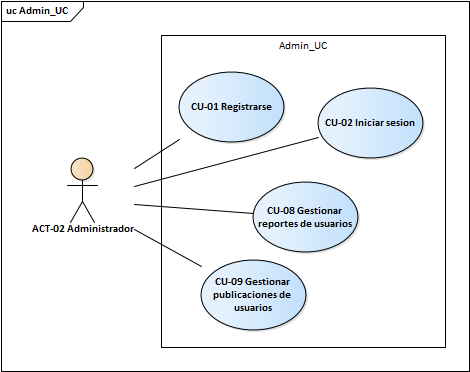 uc Admin_UC
Admin_UC
CU-01 Registrarse
CU-02 Iniciar sesion
ACT-02 Administrador
CU-08 Gestionar
reportes de usuarios
CU-09 Gestionar
publicaciones de
usuarios